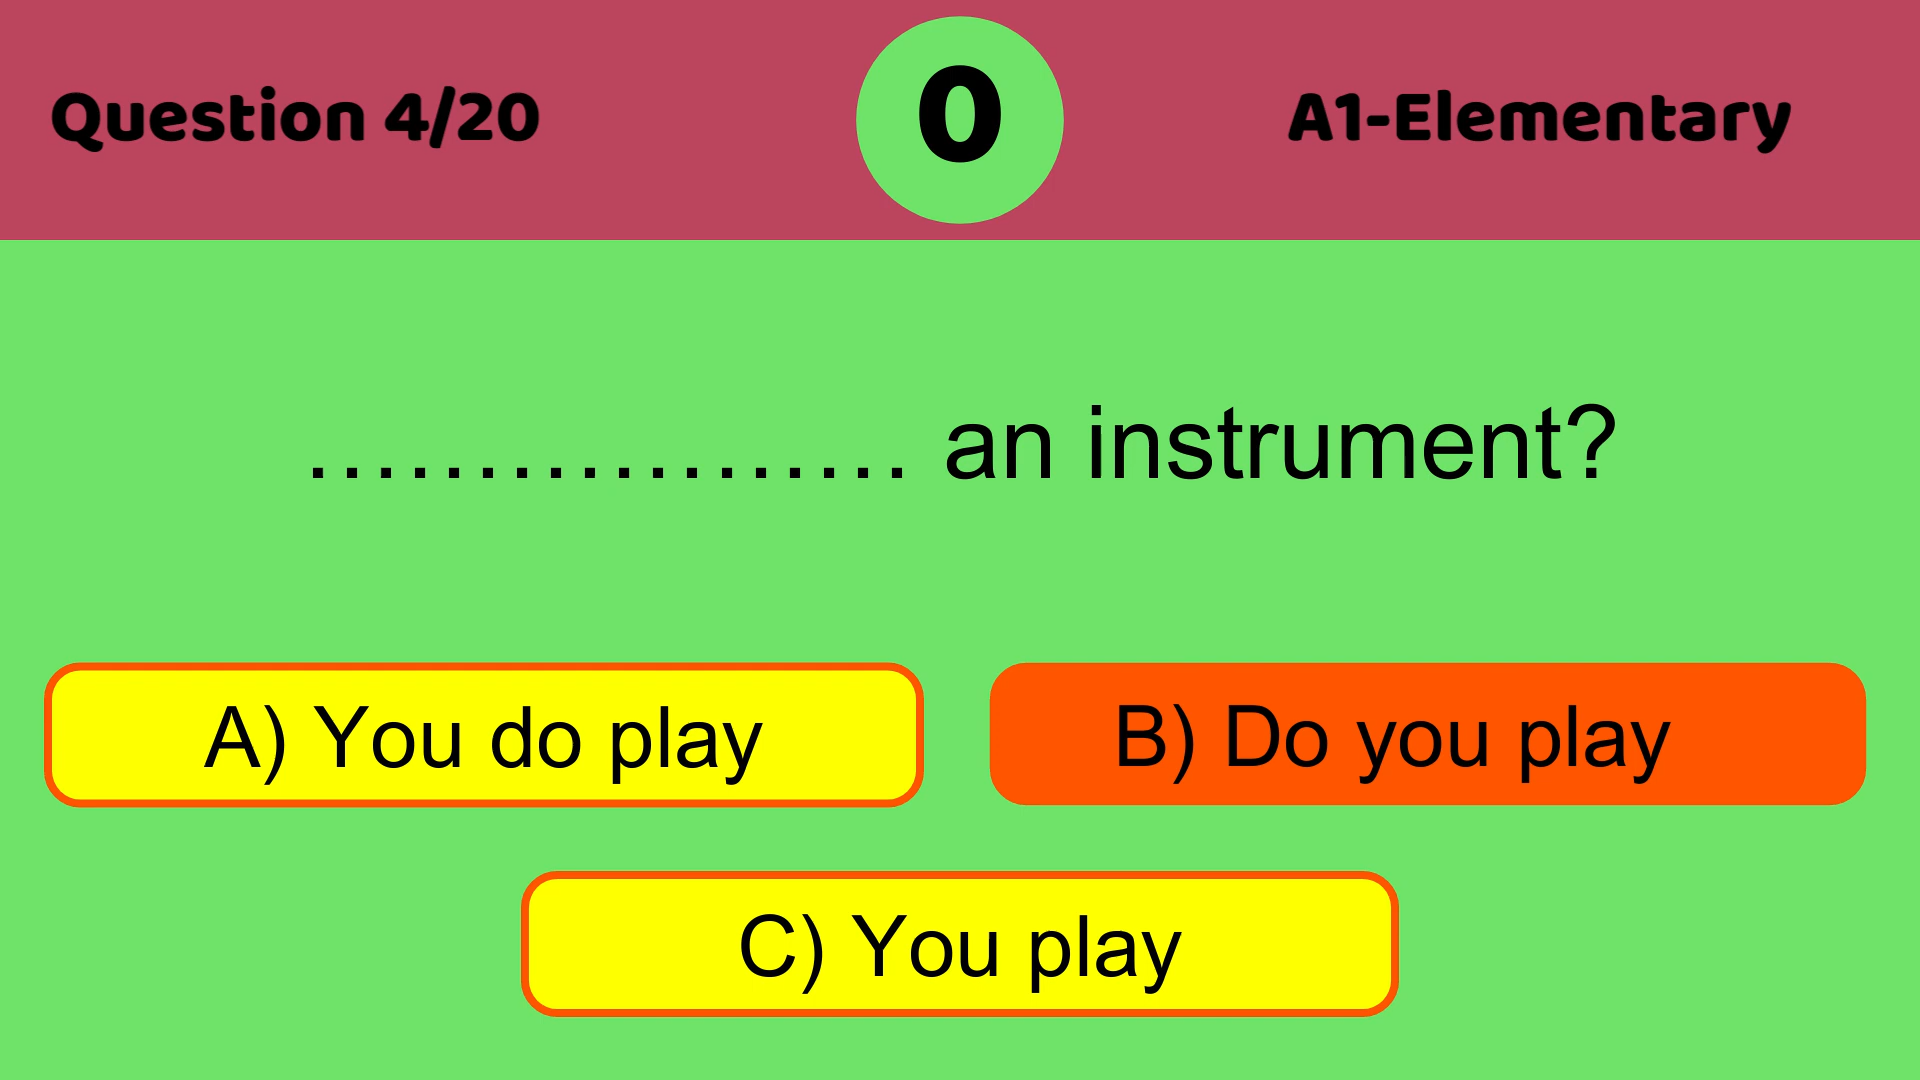 Question 4/20
0
A1-Elementary
.................. an instrument?
A) You do play
B) Do you play
C) You play